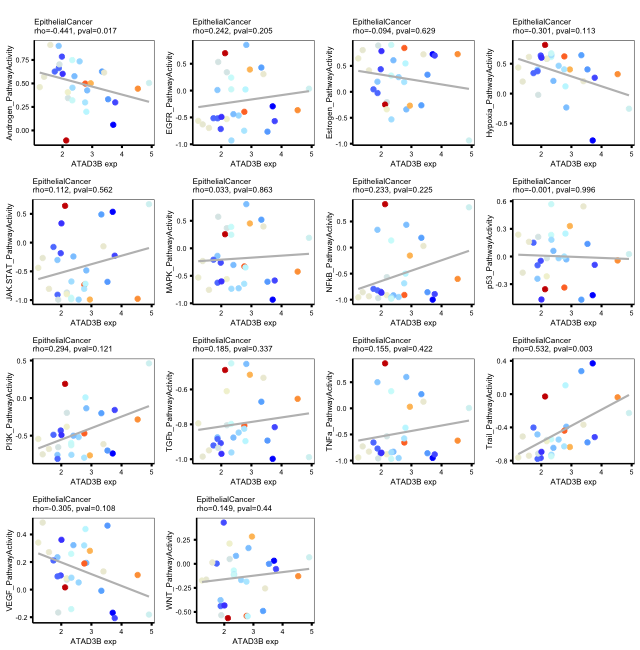 EpithelialCancer
rho=-0.441, pval=0.017
Androgen_PathwayActivity
0.75
0.50
0.25
0.00
2 3 4 5
ATAD3B exp
EpithelialCancer
rho=0.242, pval=0.205
EGFR_PathwayActivity
1.0
0.5
0.0
-0.5
-1.0
2 3 4 5
ATAD3B exp
EpithelialCancer
rho=-0.094, pval=0.629
Estrogen_PathwayActivity
0.5
0.0
-0.5
-1.0
2 3 4 5
ATAD3B exp
EpithelialCancer
rho=-0.301, pval=0.113
Hypoxia_PathwayActivity
0.5
0.0
-0.5
2 3 4 5
ATAD3B exp
EpithelialCancer
rho=0.112, pval=0.562
JAK.STAT_PathwayActivity
0.5
0.0
-0.5
-1.0
2 3 4 5
ATAD3B exp
EpithelialCancer
rho=0.033, pval=0.863
MAPK_PathwayActivity
0.5
0.0
-0.5
-1.0
2 3 4 5
ATAD3B exp
EpithelialCancer
rho=0.233, pval=0.225
NFkB_PathwayActivity
0.5
0.0
-0.5
-1.0
2 3 4 5
ATAD3B exp
EpithelialCancer
rho=-0.001, pval=0.996
p53_PathwayActivity
0.6
0.3
0.0
-0.3
2 3 4 5
ATAD3B exp
EpithelialCancer
rho=0.294, pval=0.121
PI3K_PathwayActivity
0.5
0.0
-0.5
2 3 4 5
ATAD3B exp
EpithelialCancer
rho=0.185, pval=0.337
TGFb_PathwayActivity
-0.6
-0.8
-1.0
2 3 4 5
ATAD3B exp
EpithelialCancer
rho=0.155, pval=0.422
TNFa_PathwayActivity
0.5
0.0
-0.5
-1.0
2 3 4 5
ATAD3B exp
EpithelialCancer
rho=0.532, pval=0.003
Trail_PathwayActivity
0.4
0.0
-0.4
-0.8
2 3 4 5
ATAD3B exp
EpithelialCancer
rho=-0.305, pval=0.108
VEGF_PathwayActivity
0.4
0.2
0.0
-0.2
2 3 4 5
ATAD3B exp
EpithelialCancer
rho=0.149, pval=0.44
WNT_PathwayActivity
0.25
0.00
-0.25
-0.50
2 3 4 5
ATAD3B exp